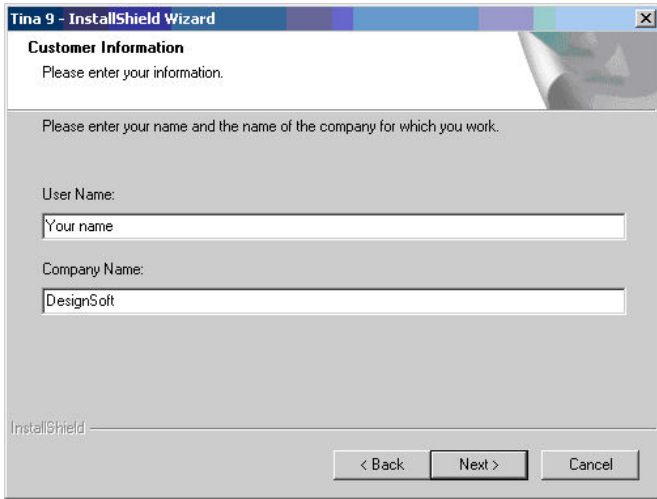 Tina 9 - InstallShield Wizard
Customer Information
Please enter your information.
Please enter your name and the name of the company for which you work.
User Name:
Your name
Company Name:
DesignSoft
InstallShield
< Back Next > Cancel